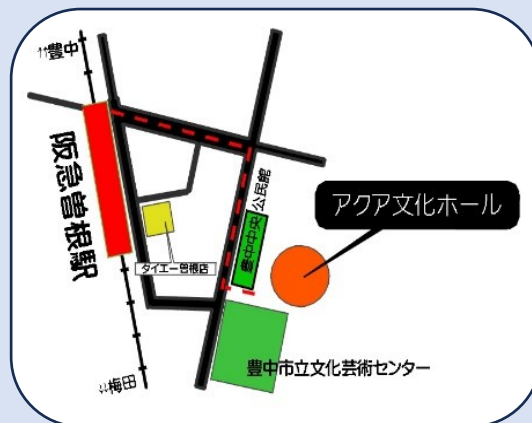 ↑↑豊中
阪急曽根駅
公民館
豊中中央
アクア文化ホール
タイエー曽根店
豊中市立文化芸術センター
↓↓梅田